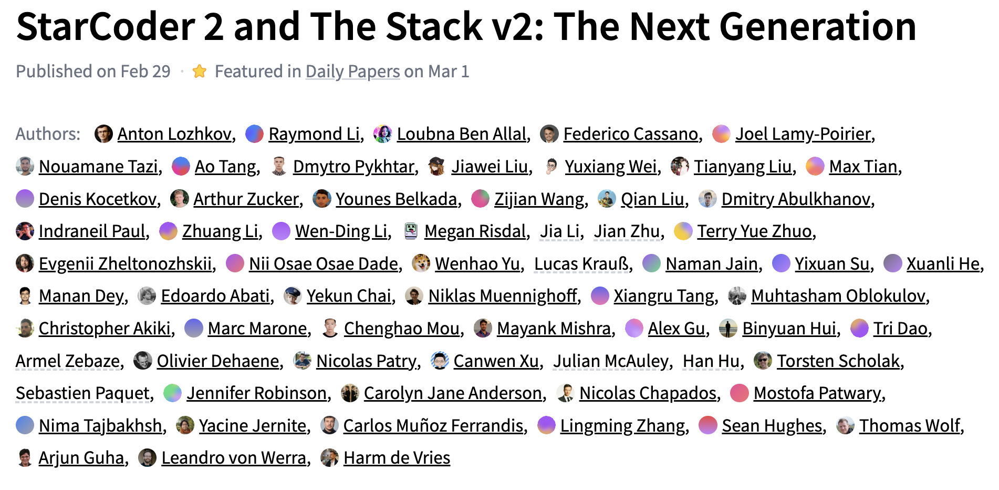 StarCoder 2 and The Stack v2: The Next Generation
Published on Feb 29 · Featured in Daily Papers on Mar 1
Authors: Anton Lozhkov, Raymond Li, Loubna Ben Allal, Federico Cassano, Joel Lamy-Poirier,
Nouamane Tazi, Ao Tang, Dmytro Pykhtar, Jiawei Liu, Yuxiang Wei, Tianyang Liu, Max Tian,
Denis Kocetkov, Arthur Zucker, Younes Belkada, Zijian Wang, Qian Liu, Dmitry Abulkhanov,
Indraneil Paul, Zhuang Li, Wen-Ding Li, Megan Risdal, Jia Li, Jian Zhu, Terry Yue Zhuo,
Evgenii Zheltonozhskii, Nii Osae Osae Dade, Wenhao Yu, Lucas Krauß, Naman Jain, Yixuan Su, Xuanli He,
Manan Dey, Edoardo Abati, Yekun Chai, Niklas Muennighoff, Xiangru Tang, Muhtasham Oblokulov,
Christopher Akiki, Marc Marone, Chenghao Mou, Mayank Mishra, Alex Gu, Binyuan Hui, Tri Dao,
Armel Zebaze, Olivier Dehaene, Nicolas Patry, Canwen Xu, Julian McAuley, Han Hu, Torsten Scholak,
Sebastien Paquet, Jennifer Robinson, Carolyn Jane Anderson, Nicolas Chapados, Mostofa Patwary,
Nima Tajbakhsh, Yacine Jernite, Carlos Muñoz Ferrandis, Lingming Zhang, Sean Hughes, Thomas Wolf,
Arjun Guha, Leandro von Werra, Harm de Vries